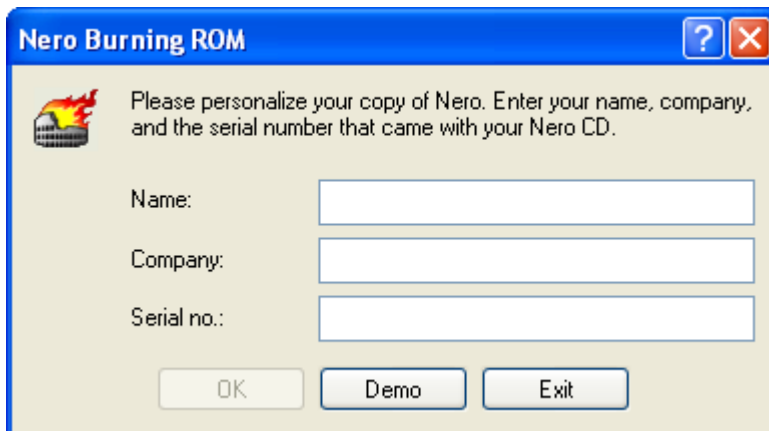 Nero Burning ROM
Please personalize your copy of Nero. Enter your name, company,
and the serial number that came with your Nero CD.
Name:
Company:
Serial no.:
OK Demo Exit